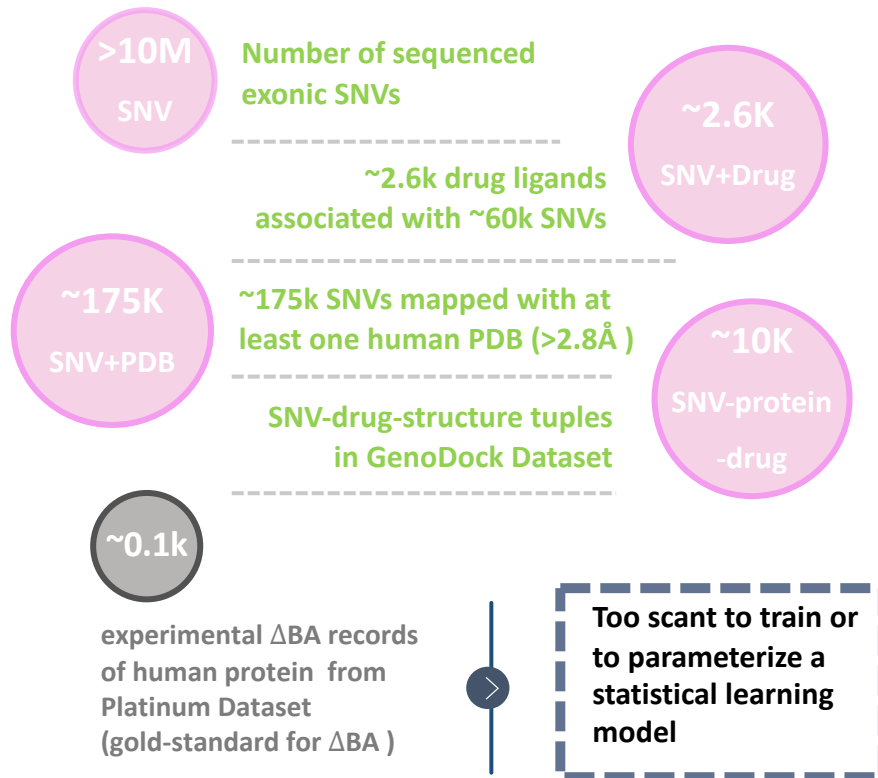 >10M
SNV
Number of sequenced
exonic SNVs
~2.6K
SNV+Drug
~2.6k drug ligands
associated with ~60k SNVs
~175K
SNV+PDB
~175k SNVs mapped with at
least one human PDB (>2.8Å )
~10K
SNV-protein
-drug
SNV-drug-structure tuples
in GenoDock Dataset
~0.1k
experimental ΔBA records
of human protein from
Platinum Dataset
(gold-standard for ΔBA )
Too scant to train or
to parameterize a
statistical learning
model